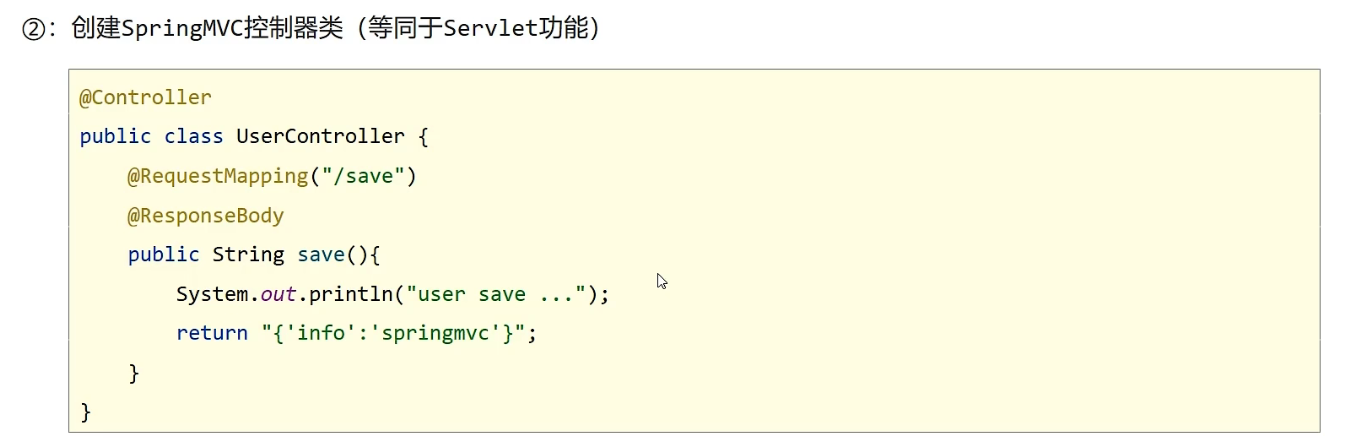 ②：创建SpringMVC控制器类（等同于Servlet功能）
@Controller
public class UserController {
    @RequestMapping("/save")
    @ResponseBody
    public String save(){
        System.out.println("user save ...");
        return "{'info':'springmvc'}";
    }
}